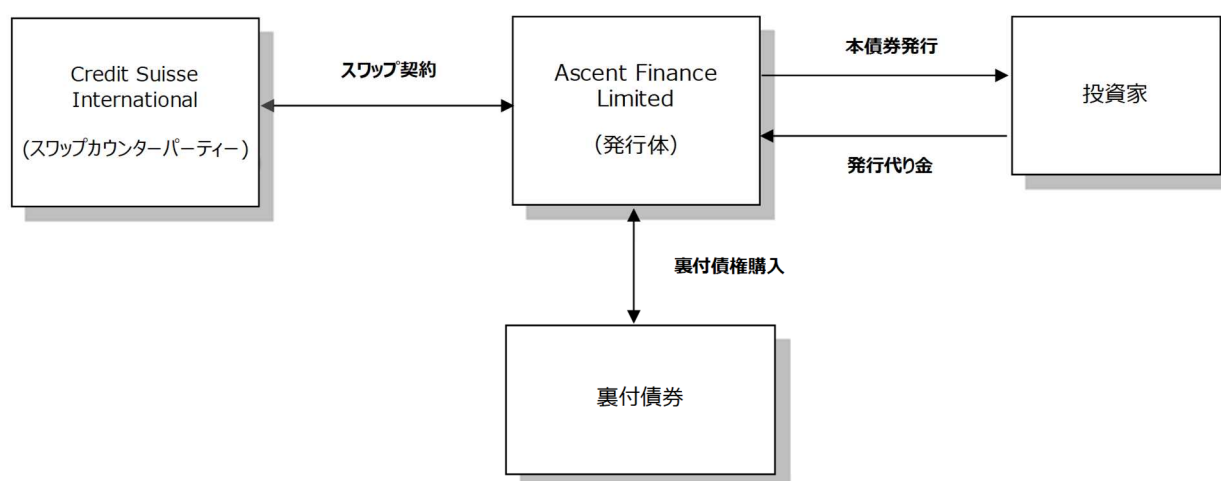 Credit Suisse
International
(スワップカウンターパーティー)
スワップ契約
Ascent Finance
Limited
(発行体)
本債券発行
発行代り金
投資家
裏付債権購入
裏付債券